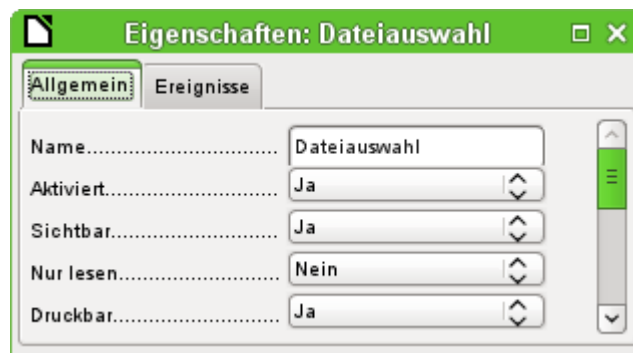 Eigenschaften: Dateiauswahl
Allgemein Ereignisse
Name............................. Dateiauswahl
Aktiviert.......................... Ja
Sichtbar.......................... Ja
Nur lesen........................ Nein
Druckbar......................... Ja